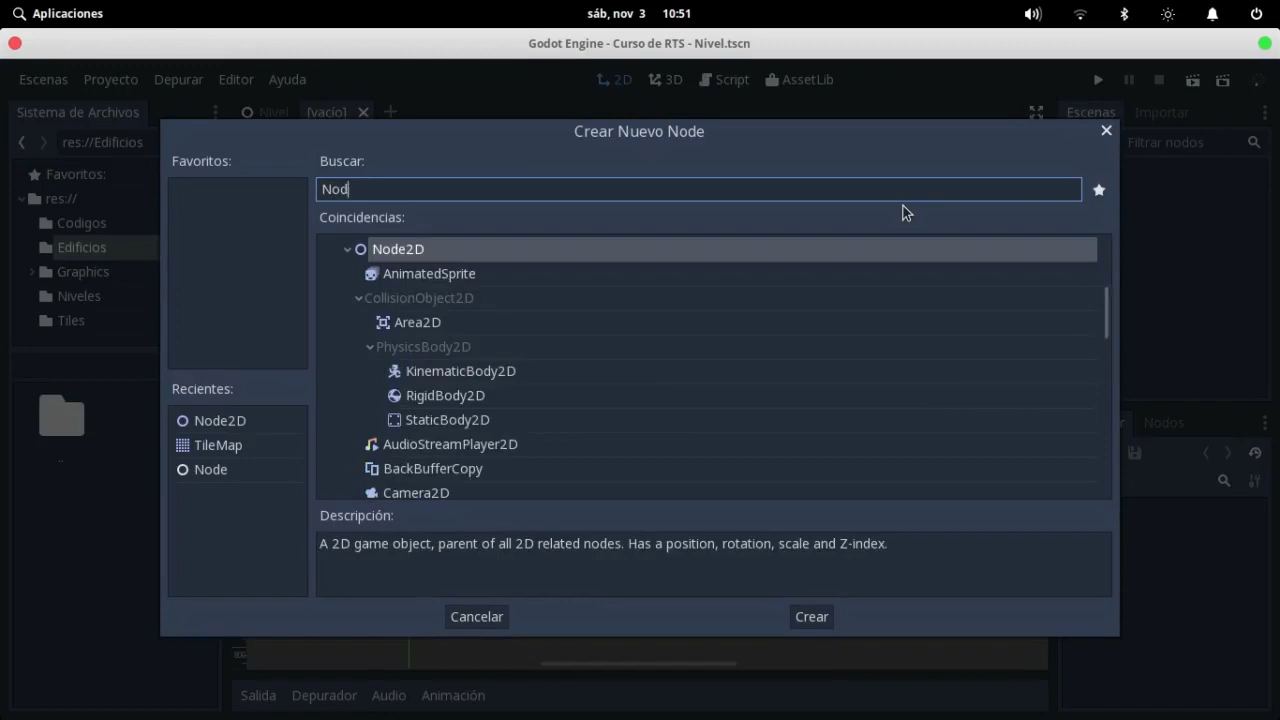 Aplicaciones
sáb, nov 3 10:51
Godot Engine - Curso de RTS - Nivel.tscn
Escenas Proyecto Depurar Editor Ayuda
2D 3D Script AssetLib
Sistema de Archivos
Nivel [vacío]
Escenas Importar
res://Edificios
Filtrar nodos
Favoritos:
res://
Codigos
Edificios
Graphics
Niveles
Tiles
..
Crear Nuevo Node
Favoritos:
Buscar:
Nod
Coincidencias:
Node2D
AnimatedSprite
CollisionObject2D
Area2D
PhysicsBody2D
KinematicBody2D
RigidBody2D
StaticBody2D
AudioStreamPlayer2D
BackBufferCopy
Camera2D
Recientes:
Node2D
TileMap
Node
Descripción:
A 2D game object, parent of all 2D related nodes. Has a position, rotation, scale and Z-index.
Cancelar Crear
Nodos
Salida Depurador Audio Animación